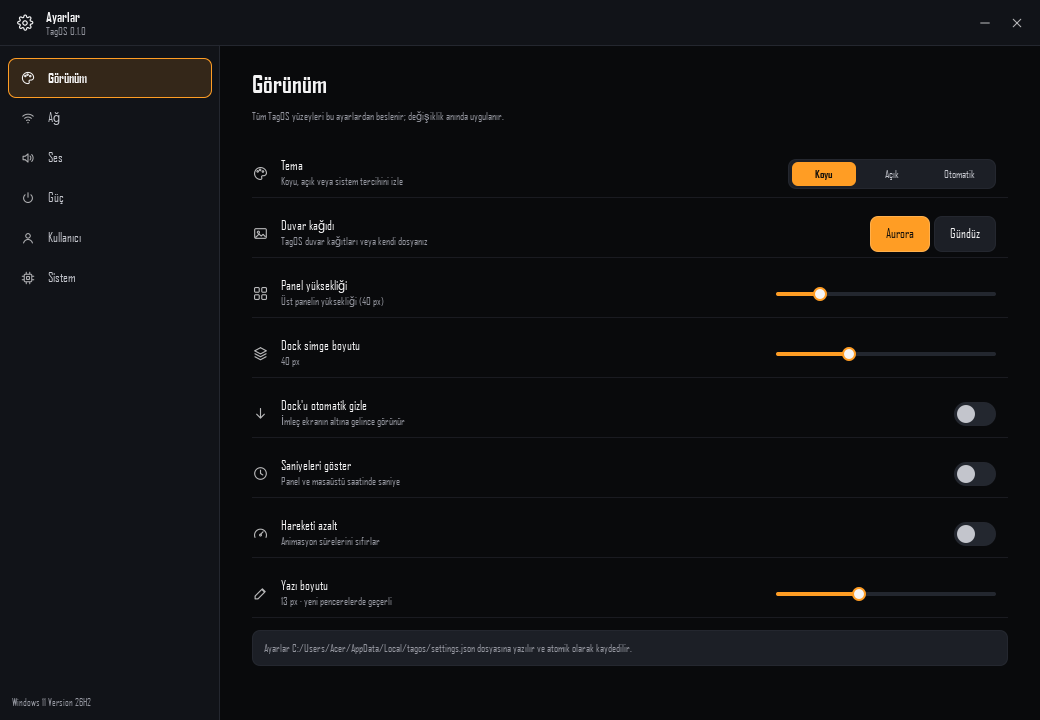 Ayarlar
TagOS 0.1.0
Görünüm
Ağ
Ses
Güç
Kullanıcı
Sistem
Windows 11 Version 26H2
Görünüm
Tüm TagOS yüzeyleri bu ayarlardan beslenir; değişiklik anında uygulanır.
Tema
Koyu, açık veya sistem tercihini izle
Koyu Açık Otomatik
Duvar kağıdı
TagOS duvar kağıtları veya kendi dosyanız
Aurora Gündüz
Panel yüksekliği
Üst panelin yüksekliği (40 px)
Dock simge boyutu
40 px
Dock'u otomatik gizle
İmleç ekranın altına gelince görünür
Saniyeleri göster
Panel ve masaüstü saatinde saniye
Hareketi azalt
Animasyon sürelerini sıfırlar
Yazı boyutu
13 px · yeni pencerelerde geçerli
Ayarlar C:/Users/Acer/AppData/Local/tagos/settings.json dosyasına yazılır ve atomik olarak kaydedilir.